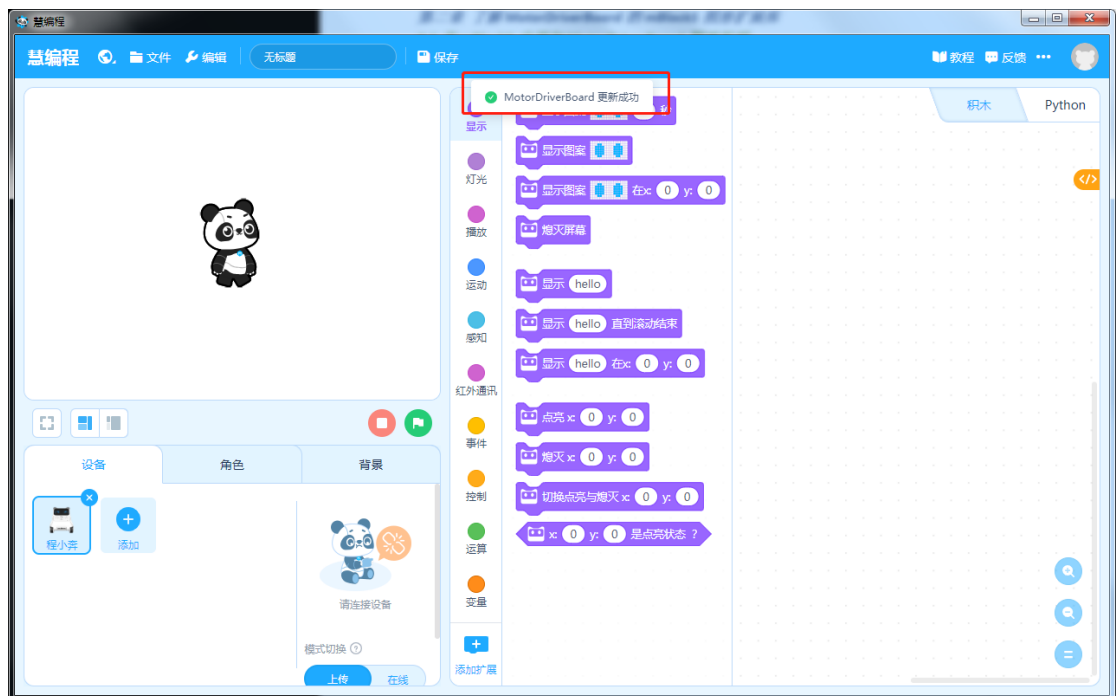 慧编程
慧编程 文件 编辑 无标题 保存 教程 反馈
MotorDriverBoard 更新成功
积木 Python
显示
显示图案
灯光
显示图案 在x: 0 y: 0
播放
熄灭屏幕
运动
显示 hello
感知
显示 hello 直到滚动结束
显示 hello 在x: 0 y: 0
红外通讯
点亮 x: 0 y: 0
事件
熄灭 x: 0 y: 0
控制
切换点亮与熄灭 x: 0 y: 0
运算
x: 0 y: 0 是点亮状态 ?
变量
添加扩展
设备 角色 背景
程小奔 添加
请连接设备
模式切换 ?
上传 在线